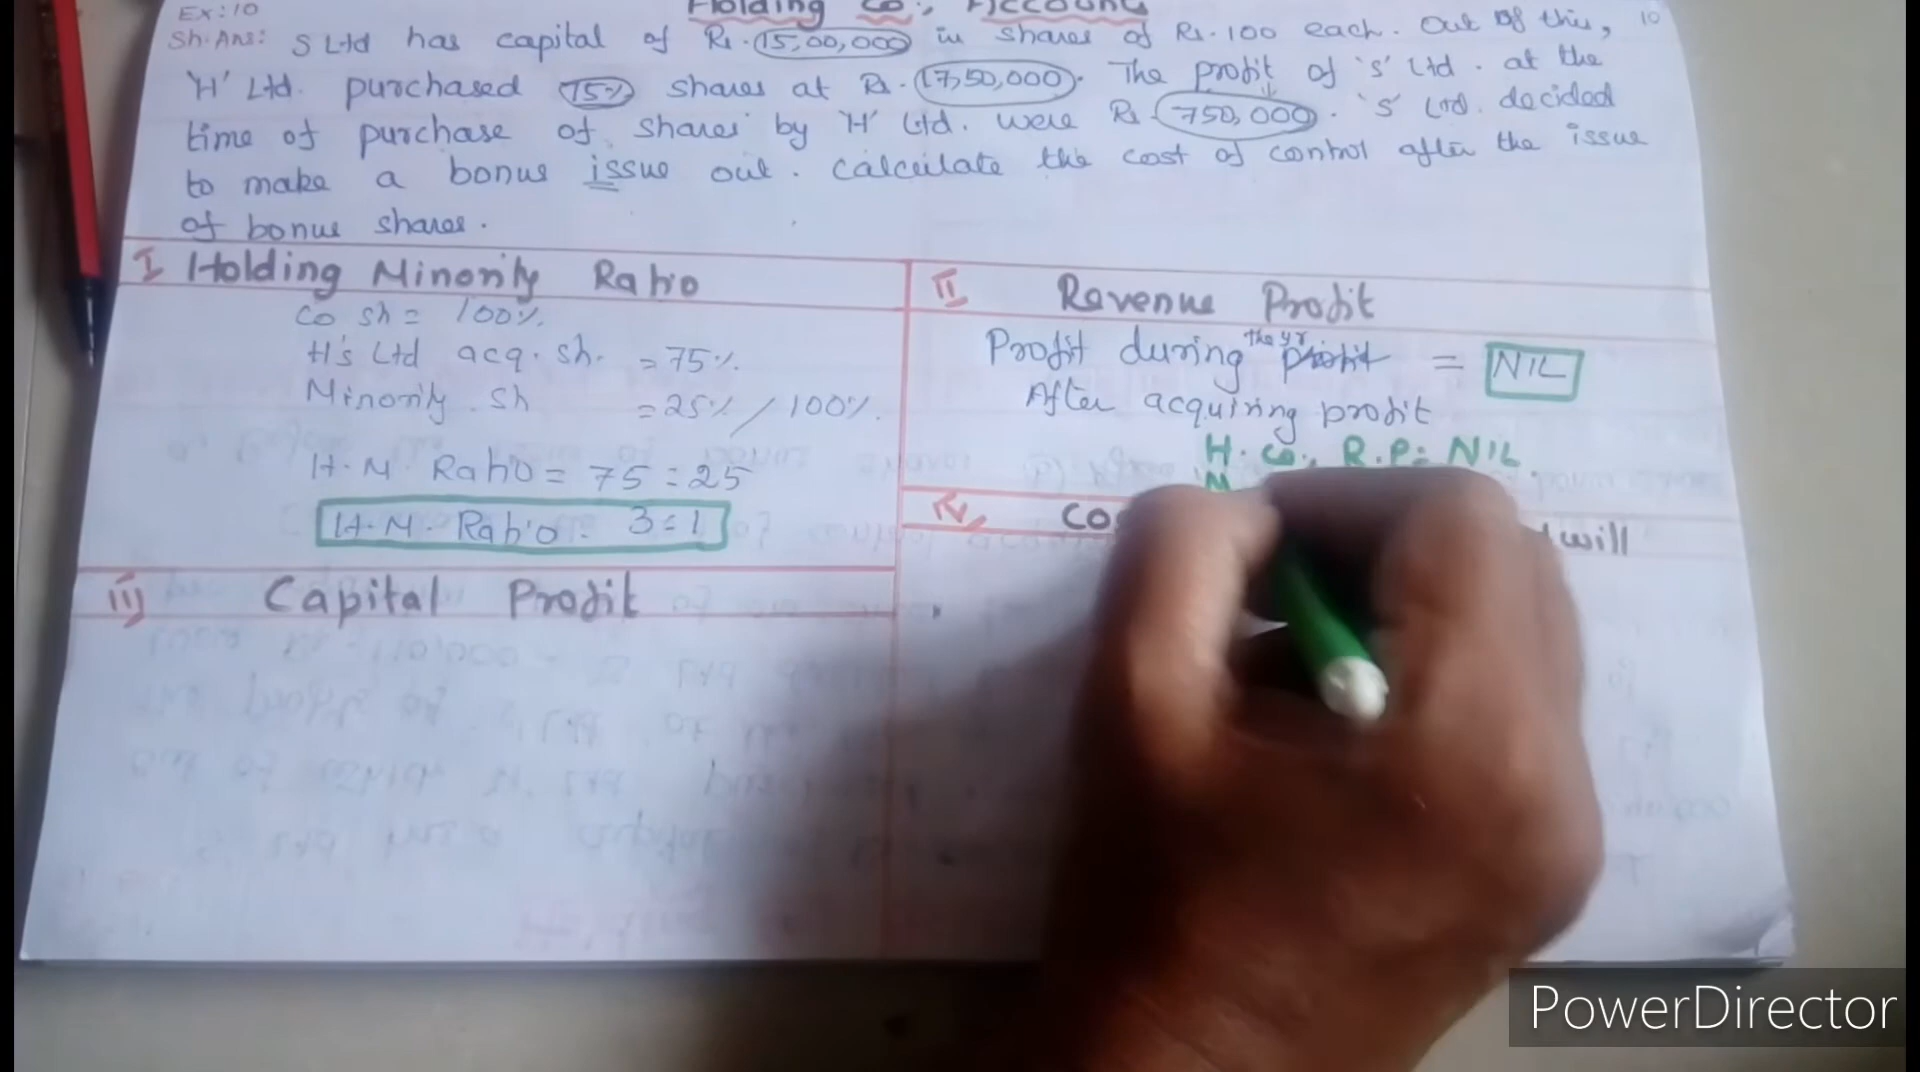 Holding Co., Account
Ex:10
Sh.Ans: S Ltd has capital of Rs. 15,00,000 in shares of Rs.100 each. Out of this, 10
'H' Ltd. purchased 75% shares at Rs. 17,50,000. The profit of 'S' Ltd. at the
time of purchase of shares by 'H' Ltd. were Rs. 750,000. 'S' Ltd. decided
to make a bonus issue out. Calculate the cost of control after the issue
of bonus shares.
I Holding Minority Ratio
Co sh = 100%
H's Ltd acq. sh. = 75%
Minority sh = 25% / 100%.
H.M. Ratio = 75:25
H.M. Ratio = 3:1
II Revenue Profit
Profit during the yr profit = NIL
After acquiring profit
H. Co., R.P = NIL
M
III Capital Profit
IV Co will
PowerDirector